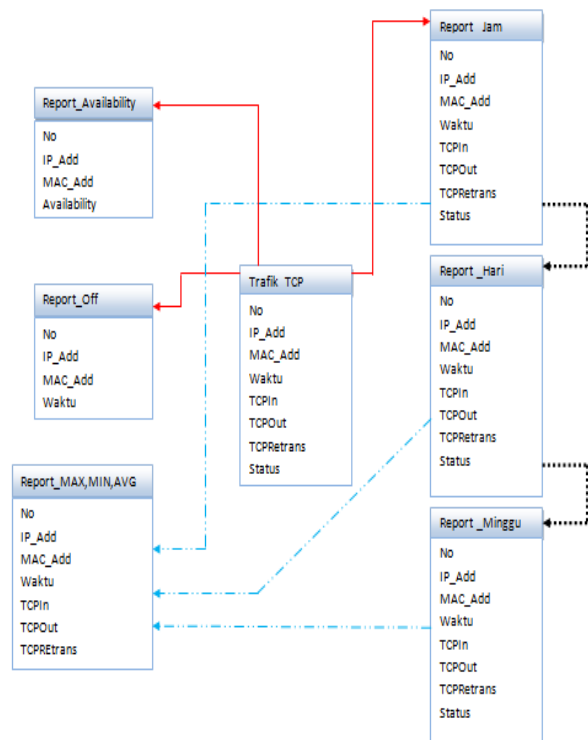 Report_Availability
No
IP_Add
MAC_Add
Availability
Report_Off
No
IP_Add
MAC_Add
Waktu
Report_MAX,MIN,AVG
No
IP_Add
MAC_Add
Waktu
TCPIn
TCPOut
TCPREtrans
Trafik TCP
No
IP_Add
MAC_Add
Waktu
TCPIn
TCPOut
TCPRetrans
Status
Report Jam
No
IP_Add
MAC_Add
Waktu
TCPIn
TCPOut
TCPRetrans
Status
Report _Hari
No
IP_Add
MAC_Add
Waktu
TCPIn
TCPOut
TCPRetrans
Status
Report _Minggu
No
IP_Add
MAC_Add
Waktu
TCPIn
TCPOut
TCPRetrans
Status